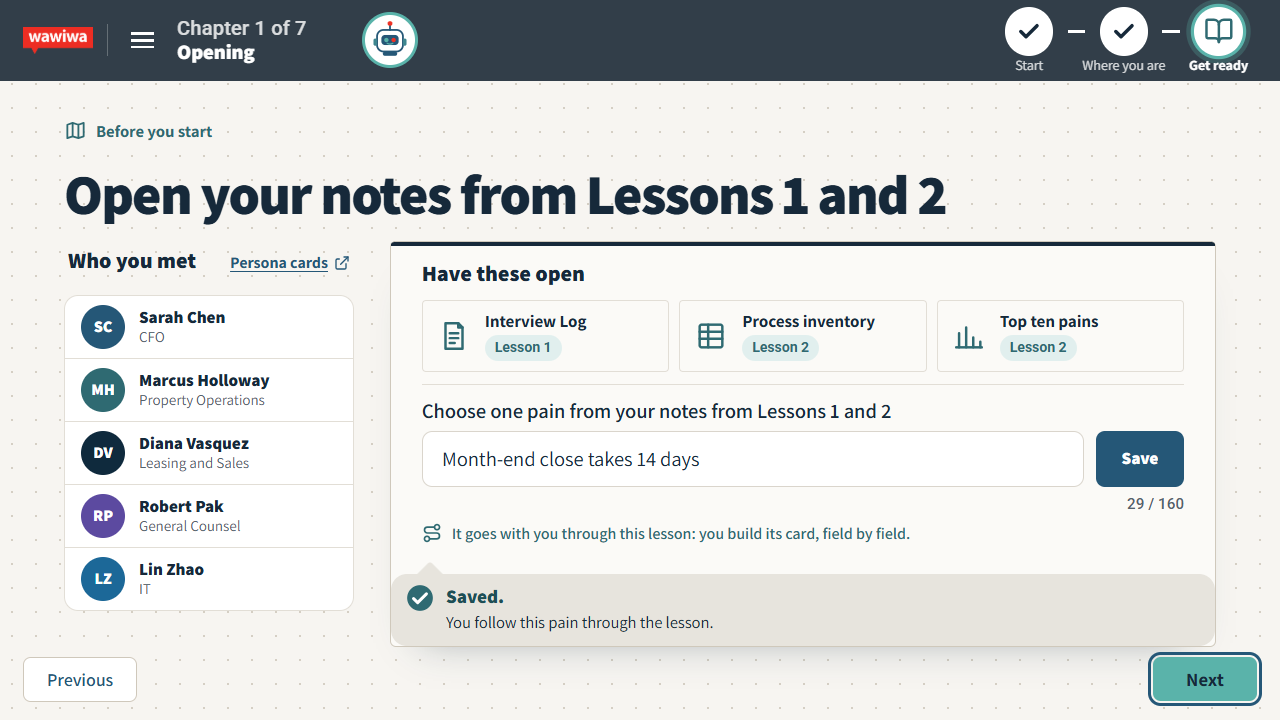 wawiwa
Chapter 1 of 7
Opening
Start
Where you are
Get ready
Before you start
Open your notes from Lessons 1 and 2
Who you met
Persona cards
SC
Sarah Chen
CFO
MH
Marcus Holloway
Property Operations
DV
Diana Vasquez
Leasing and Sales
RP
Robert Pak
General Counsel
LZ
Lin Zhao
IT
Have these open
Interview Log
Lesson 1
Process inventory
Lesson 2
Top ten pains
Lesson 2
Choose one pain from your notes from Lessons 1 and 2
Month-end close takes 14 days
Save
29 / 160
It goes with you through this lesson: you build its card, field by field.
Saved.
You follow this pain through the lesson.
Previous
Next